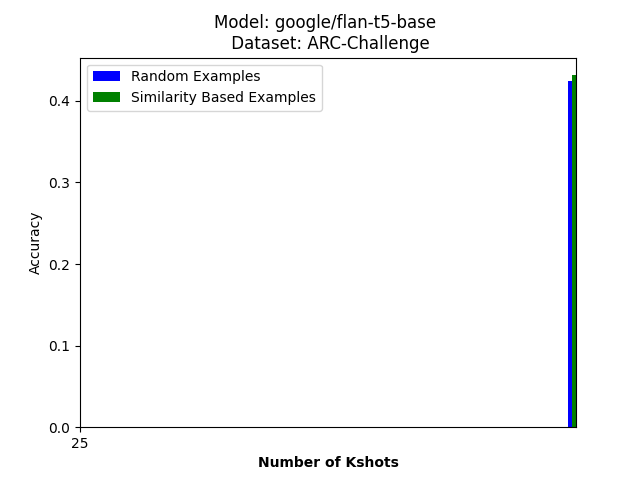 Model: google/flan-t5-base
Dataset: ARC-Challenge
Random Examples
Similarity Based Examples
0.4
0.3
0.2
0.1
0.0
Accuracy
25
Number of Kshots